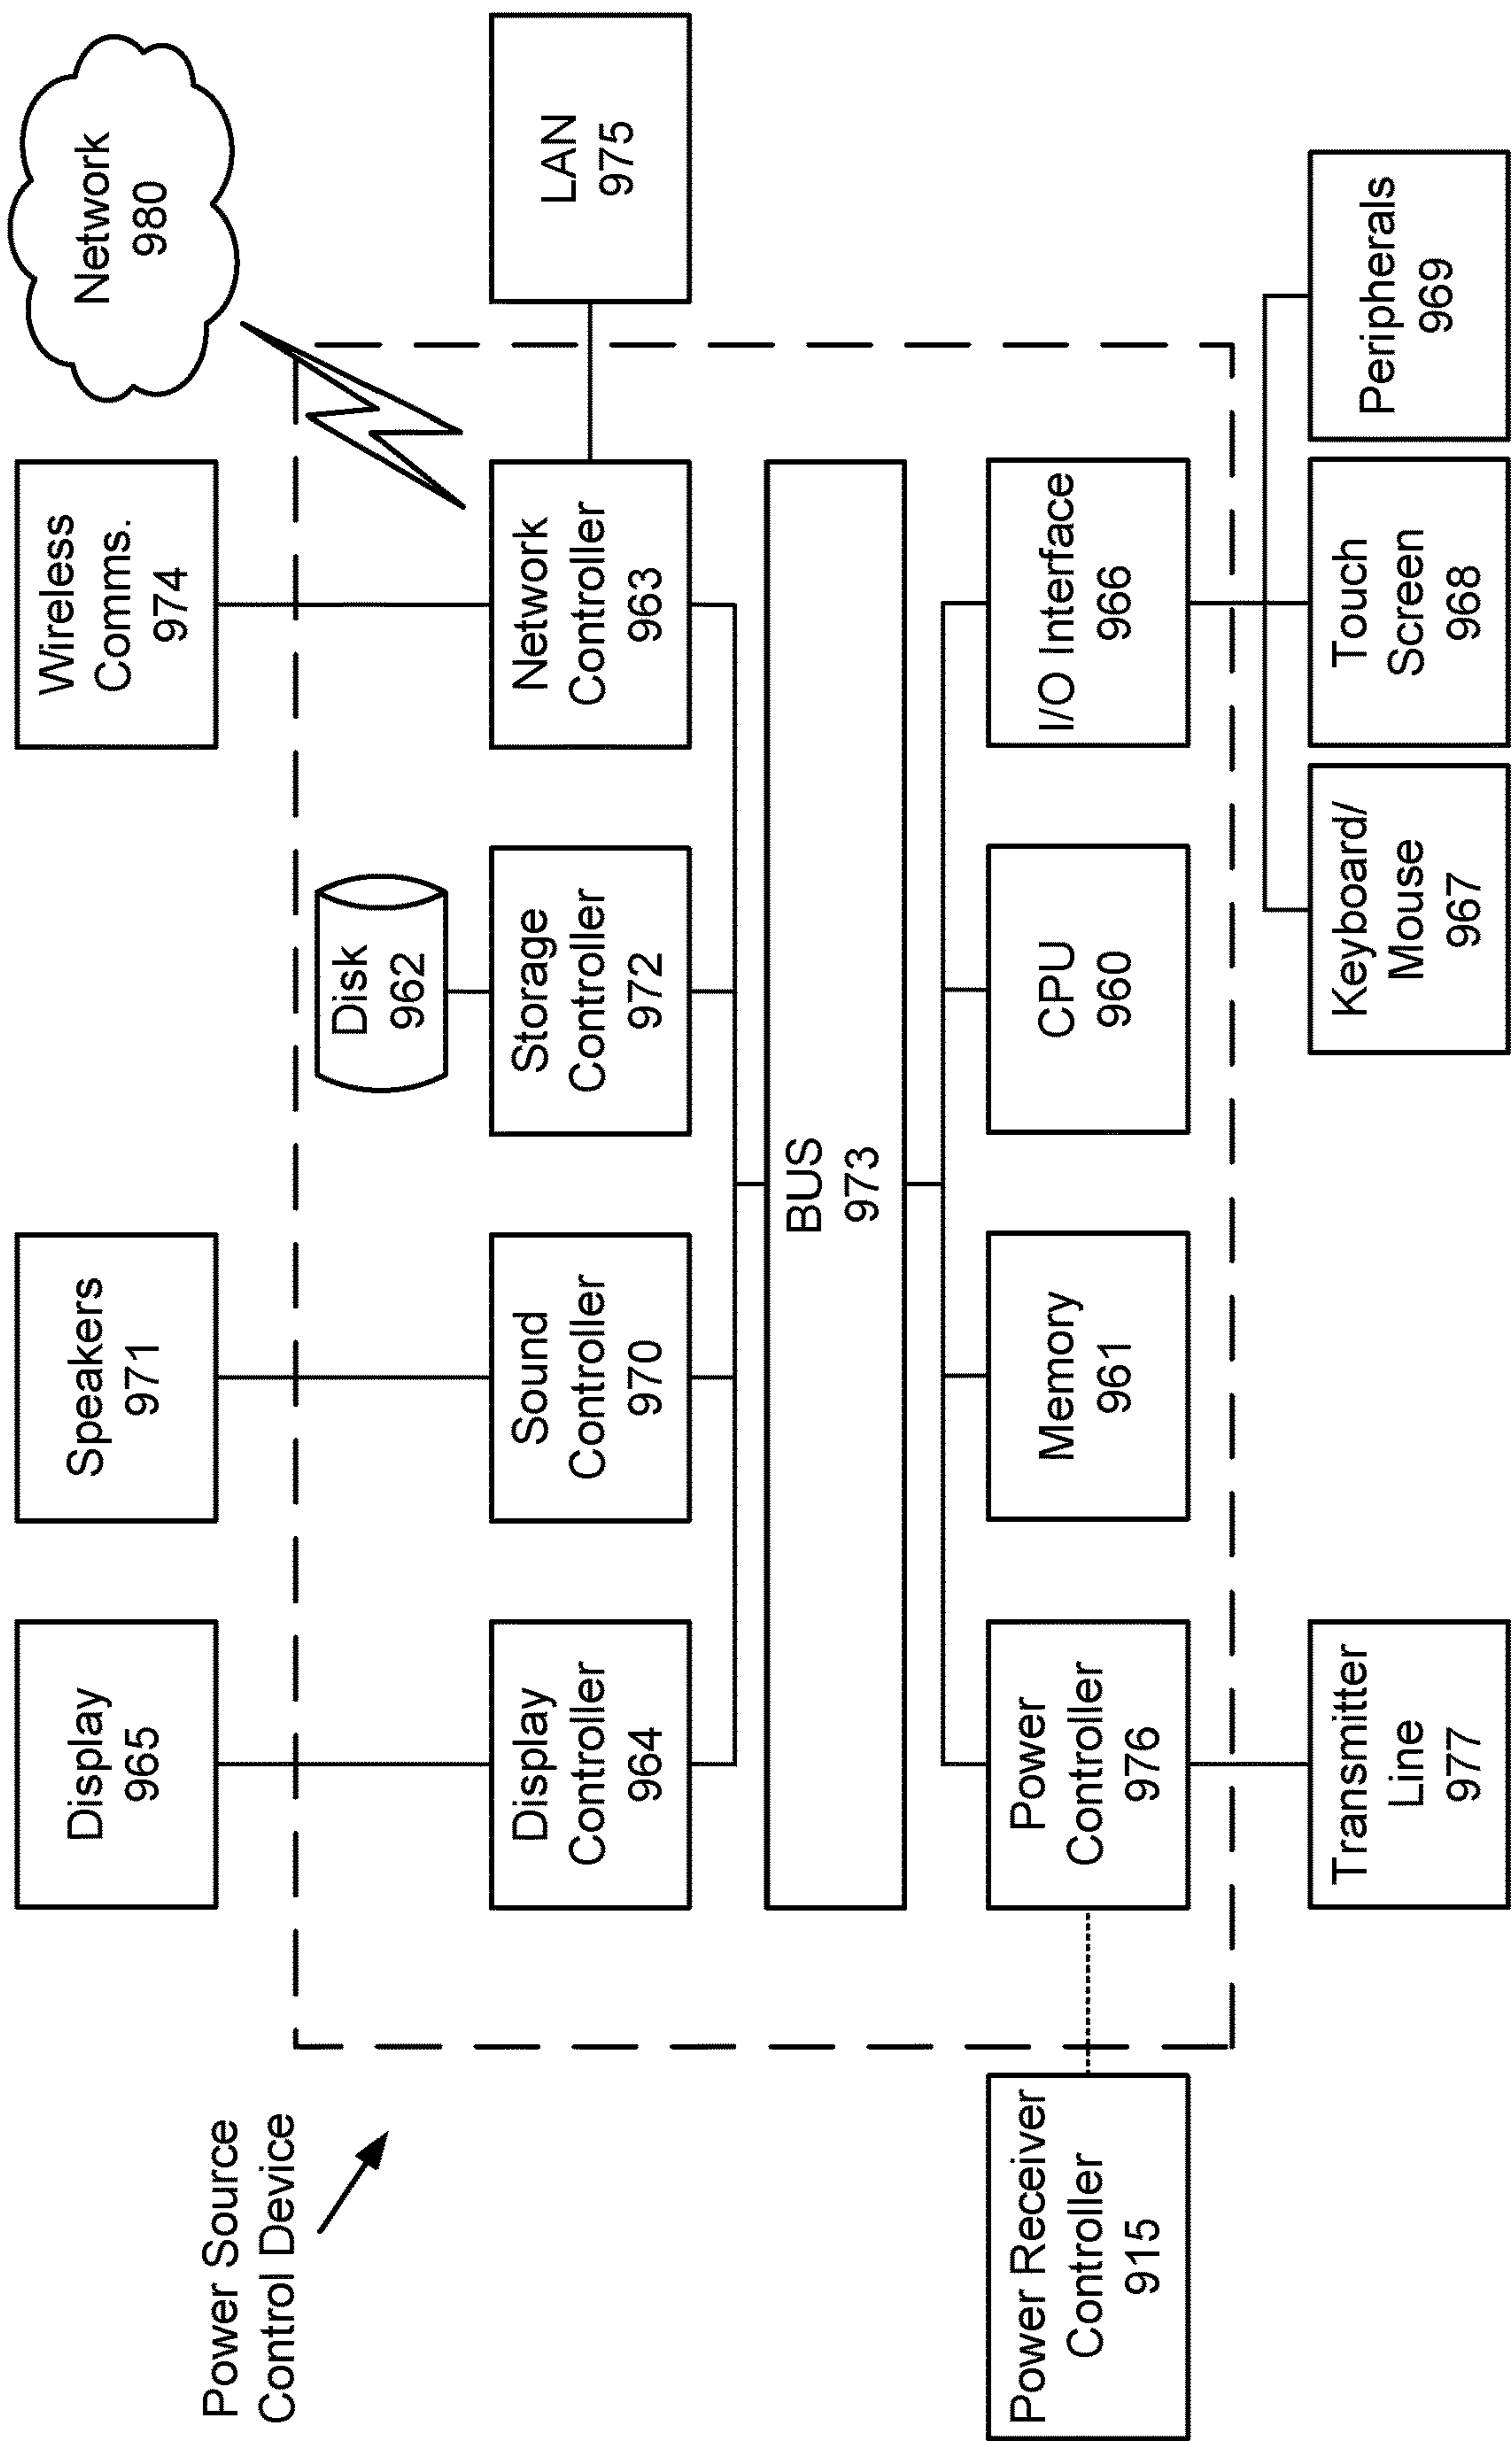 Display
965
Speakers
971
Wireless
Comms.
974
Network
980
Power Source
Control Device
Disk
962
Display
Controller
964
Sound
Controller
970
Storage
Controller
972
Network
Controller
963
LAN
975
BUS
973
Power Receiver
Controller
915
Power
Controller
976
Memory
961
CPU
960
I/O Interface
966
Transmitter
Line
977
Keyboard/
Mouse
967
Touch
Screen
968
Peripherals
969